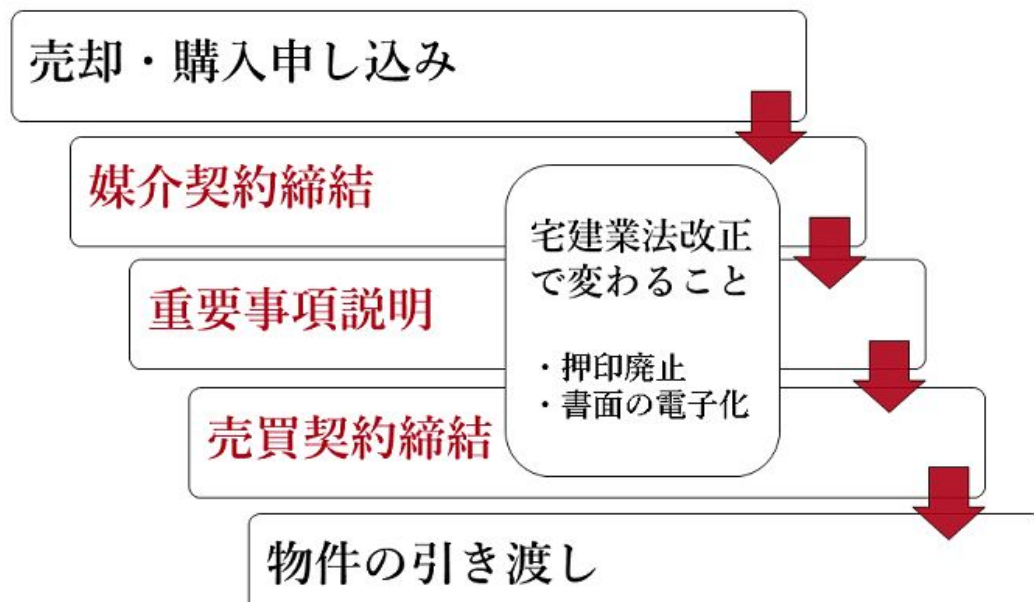 売却・購入申し込み
媒介契約締結
宅建業法改正
で変わること
・押印廃止
・書面の電子化
重要事項説明
売買契約締結
物件の引き渡し